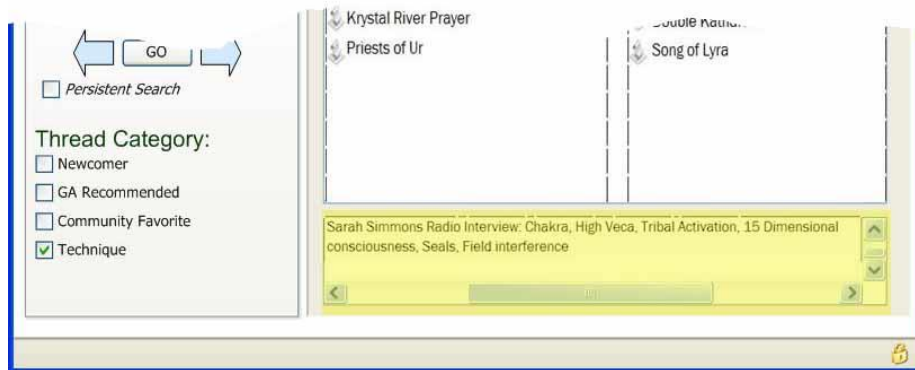 Krystal River Prayer
Priests of Ur
Double
Song of Lyra
GO
Persistent Search
Thread Category:
Newcomer
GA Recommended
Community Favorite
Technique
Sarah Simmons Radio Interview: Chakra, High Veca, Tribal Activation, 15 Dimensional
consciousness, Seals, Field interference